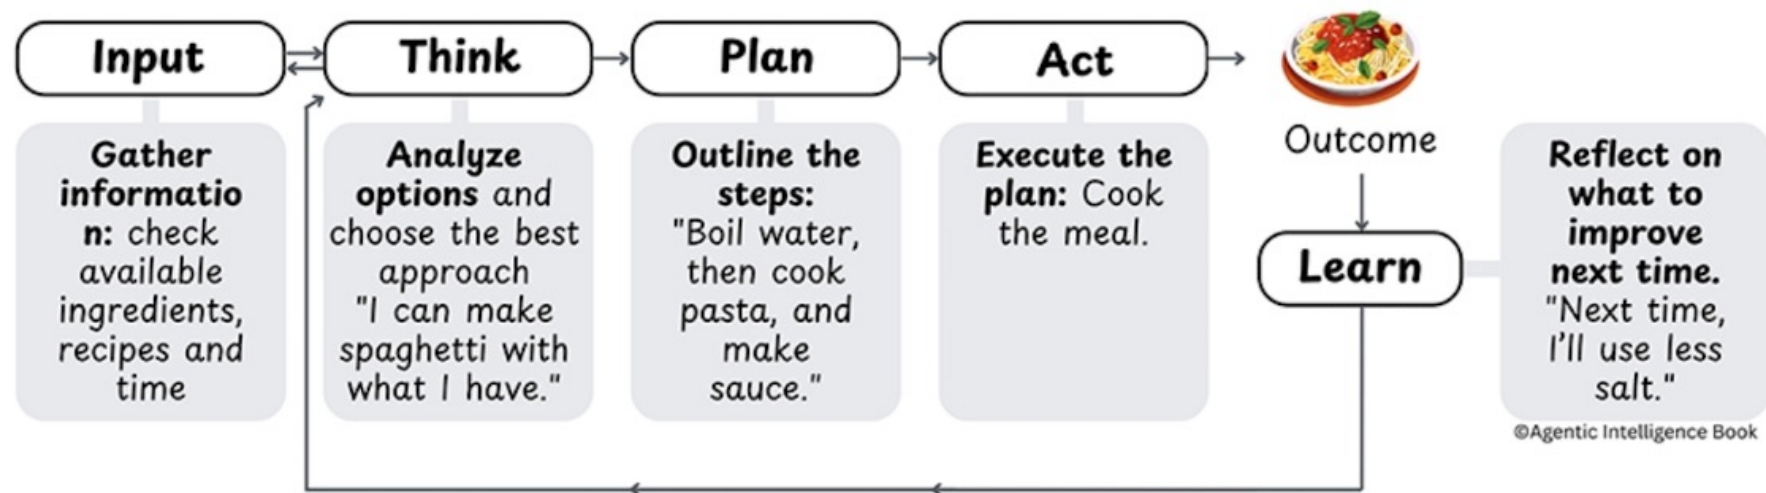 Input
Think
Plan
Act
Gather
informatio
n: check
available
ingredients,
recipes and
time
Analyze
options and
choose the best
approach
"I can make
spaghetti with
what I have."
Outline the
steps:
"Boil water,
then cook
pasta, and
make
sauce."
Execute the
plan: Cook
the meal.
Outcome
Learn
Reflect on
what to
improve
next time.
"Next time,
I'll use less
salt."
©Agentic Intelligence Book